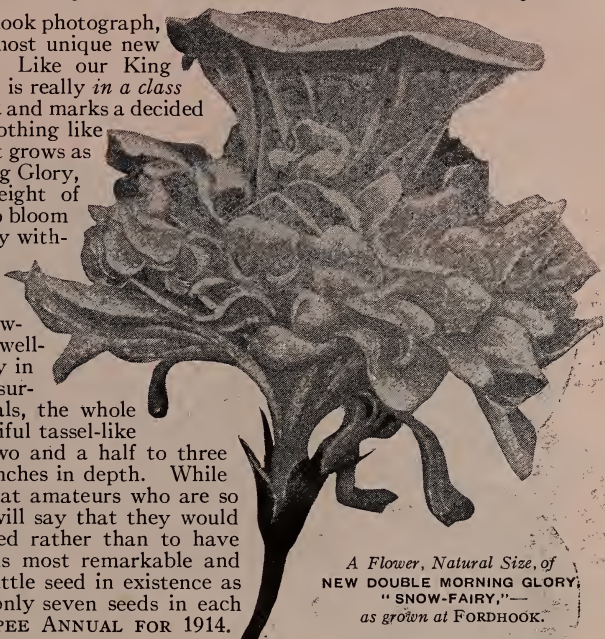 ook photograph,
nost unique new
Like our King
is really in a class
and marks a decided
othing like
t grows as
g Glory,
eight of
o bloom
y with-
w-
well-
y in
sur-
als, the whole
iful tassel-like
wo and a half to three
nches in depth. While
at amateurs who are so
vill say that they would
ed rather than to have
s most remarkable and
ttle seed in existence as
only seven seeds in each
PEE ANNUAL FOR 1914.
A Flower, Natural Size, of
NEW DOUBLE MORNING GLORY,
"SNOW-FAIRY,"—
as grown at FORDHOOK.